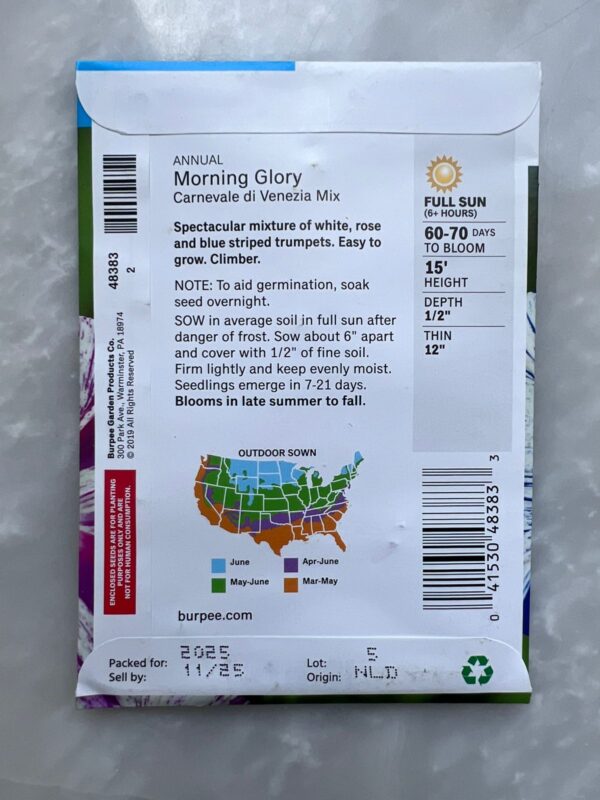 ANNUAL
Morning Glory
Carnevale di Venezia Mix
Spectacular mixture of white, rose
and blue striped trumpets. Easy to
grow. Climber.
NOTE: To aid germination, soak
seed overnight.
SOW in average soil in full sun after
danger of frost. Sow about 6" apart
and cover with 1/2" of fine soil.
Firm lightly and keep evenly moist.
Seedlings emerge in 7-21 days.
Blooms in late summer to fall.
FULL SUN
(6+ HOURS)
60-70 DAYS
TO BLOOM
15'
HEIGHT
DEPTH
1/2"
THIN
12"
48383
2
Burpee Garden Products Co.
300 Park Ave., Warminster, PA 18974
© 2019 All Rights Reserved
ENCLOSED SEEDS ARE FOR PLANTING
PURPOSES ONLY AND ARE
NOT FOR HUMAN CONSUMPTION.
OUTDOOR SOWN
June
Apr-June
May-June
Mar-May
burpee.com
0 41530 48383 3
Packed for: 2025
Sell by: 11/25
Lot: 5
Origin: NLD